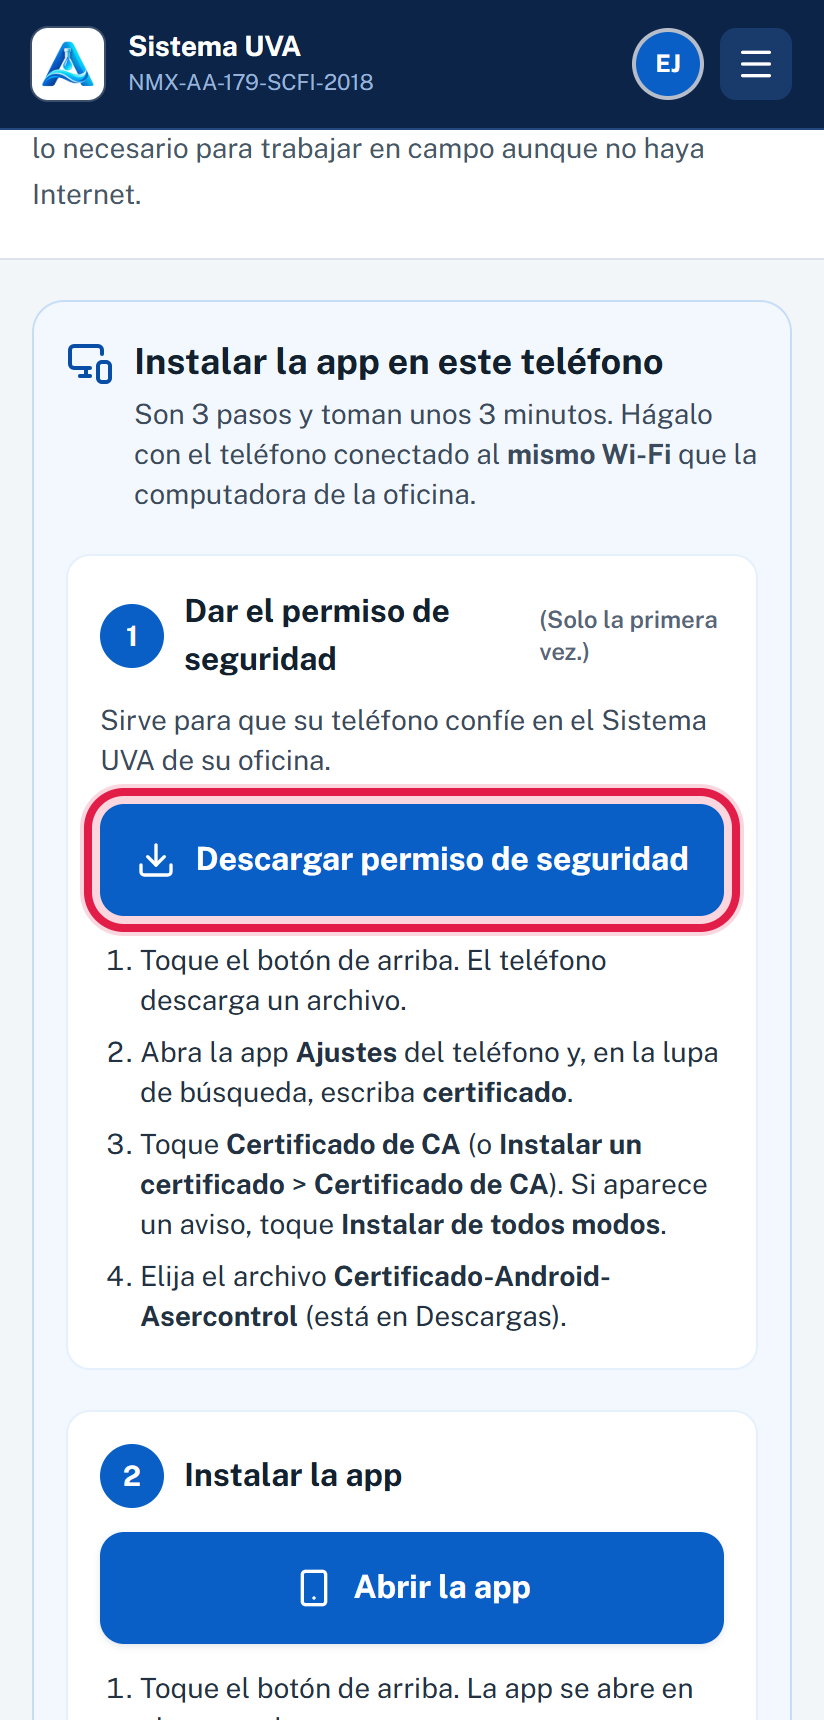 Sistema UVA
NMX-AA-179-SCFI-2018
EJ
lo necesario para trabajar en campo aunque no haya
Internet.
Instalar la app en este teléfono
Son 3 pasos y toman unos 3 minutos. Hágalo
con el teléfono conectado al mismo Wi-Fi que la
computadora de la oficina.
1
Dar el permiso de
seguridad
(Solo la primera
vez.)
Sirve para que su teléfono confíe en el Sistema
UVA de su oficina.
Descargar permiso de seguridad
1. Toque el botón de arriba. El teléfono
descarga un archivo.
2. Abra la app Ajustes del teléfono y, en la lupa
de búsqueda, escriba certificado.
3. Toque Certificado de CA (o Instalar un
certificado > Certificado de CA). Si aparece
un aviso, toque Instalar de todos modos.
4. Elija el archivo Certificado-Android-
Asercontrol (está en Descargas).
2
Instalar la app
Abrir la app
1. Toque el botón de arriba. La app se abre en